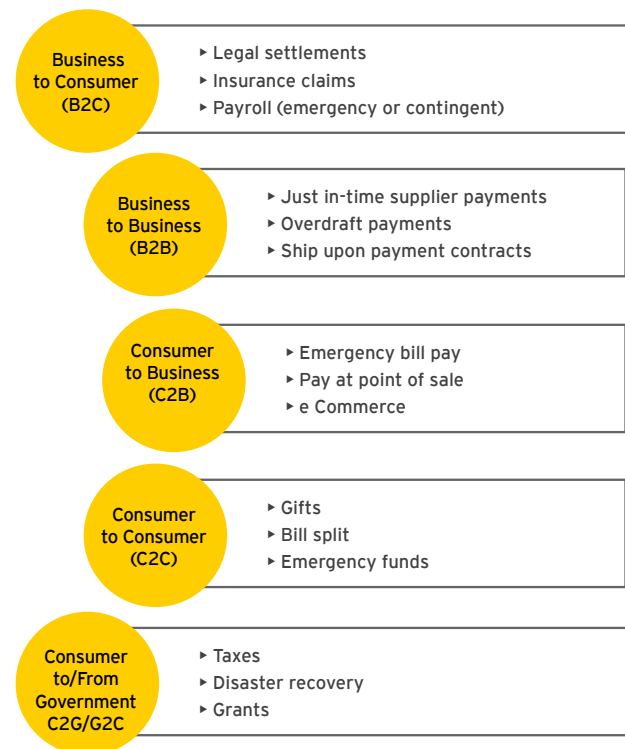 Business
to Consumer
(B2C)
▸ Legal settlements
▸ Insurance claims
▸ Payroll (emergency or contingent)
Business
to Business
(B2B)
▸ Just in-time supplier payments
▸ Overdraft payments
▸ Ship upon payment contracts
Consumer
to Business
(C2B)
▸ Emergency bill pay
▸ Pay at point of sale
▸ e Commerce
Consumer
to Consumer
(C2C)
▸ Gifts
▸ Bill split
▸ Emergency funds
Consumer
to/From
Government
C2G/G2C
▸ Taxes
▸ Disaster recovery
▸ Grants